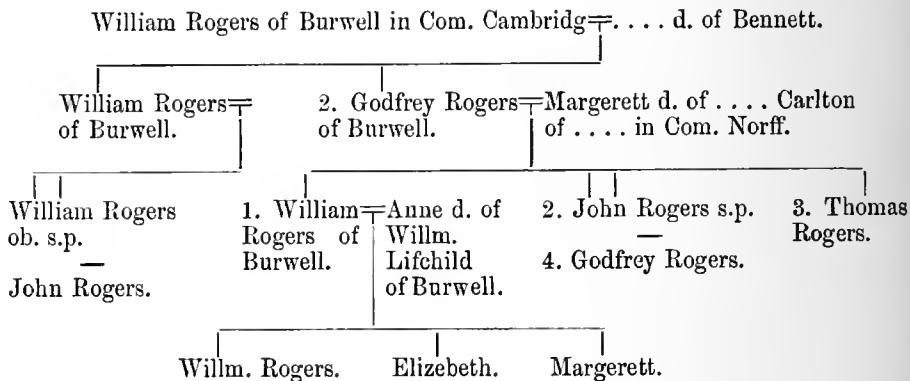 William Rogers of Burwell in Com. Cambridg=. . . . d. of Bennett.
William Rogers=
of Burwell.
2. Godfrey Rogers=Margerett d. of . . . . Carlton
of Burwell. of . . . . in Com. Norff.
William Rogers
ob. s.p.
—
John Rogers.
1. William=Anne d. of
Rogers of Willm.
Burwell. Lifchild
of Burwell.
2. John Rogers s.p.
—
4. Godfrey Rogers.
3. Thomas
Rogers.
Willm. Rogers. Elizebeth. Margerett.